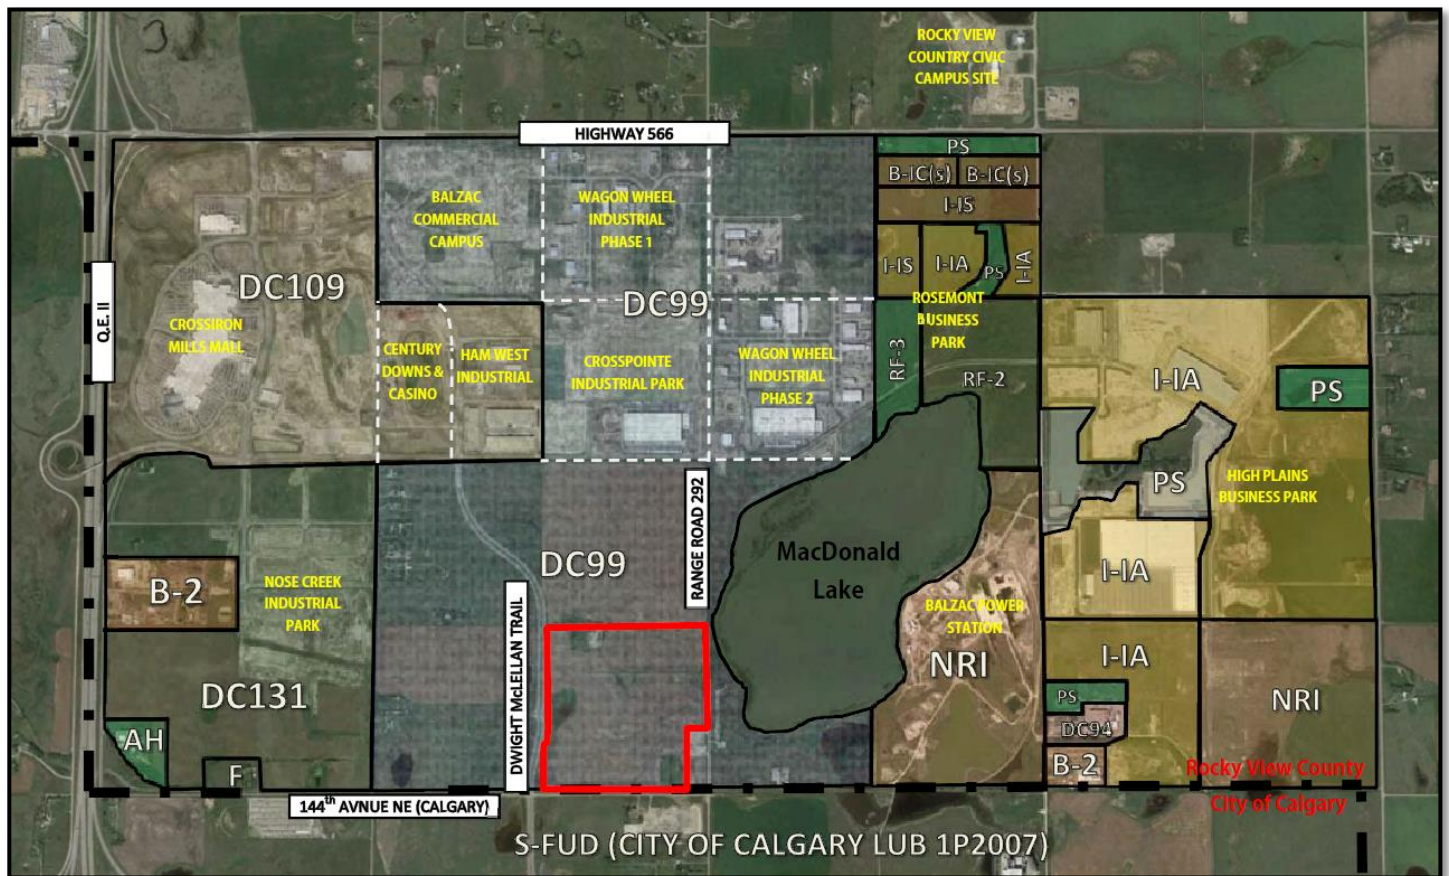 ROCKY VIEW
COUNTRY CIVIC
CAMPUS SITE
HIGHWAY 566
PS
B-IC(s)
B-IC(s)
I-IS
BALZAC
COMMERCIAL
CAMPUS
WAGON WHEEL
INDUSTRIAL
PHASE 1
I-IS
I-IA
PS
I-IA
DC109
DC99
Q.E. II
CROSSIRON
MILLS MALL
CENTURY
DOWNS &
CASINO
HAM WEST
INDUSTRIAL
CROSSPOINTE
INDUSTRIAL PARK
WAGON WHEEL
INDUSTRIAL
PHASE 2
ROSEMONT
BUSINESS
PARK
RF-3
RF-2
I-IA
PS
PS
HIGH PLAINS
BUSINESS PARK
RANGE ROAD 292
MacDonald
Lake
DC99
I-IA
B-2
NOSE CREEK
INDUSTRIAL
PARK
DWIGHT McLELLAN TRAIL
BALZAC POWER
STATION
NRI
I-IA
NRI
DC131
PS
DC94
B-2
AH
F
Rocky View County
City of Calgary
144th AVNUE NE (CALGARY)
S-FUD (CITY OF CALGARY LUB 1P2007)